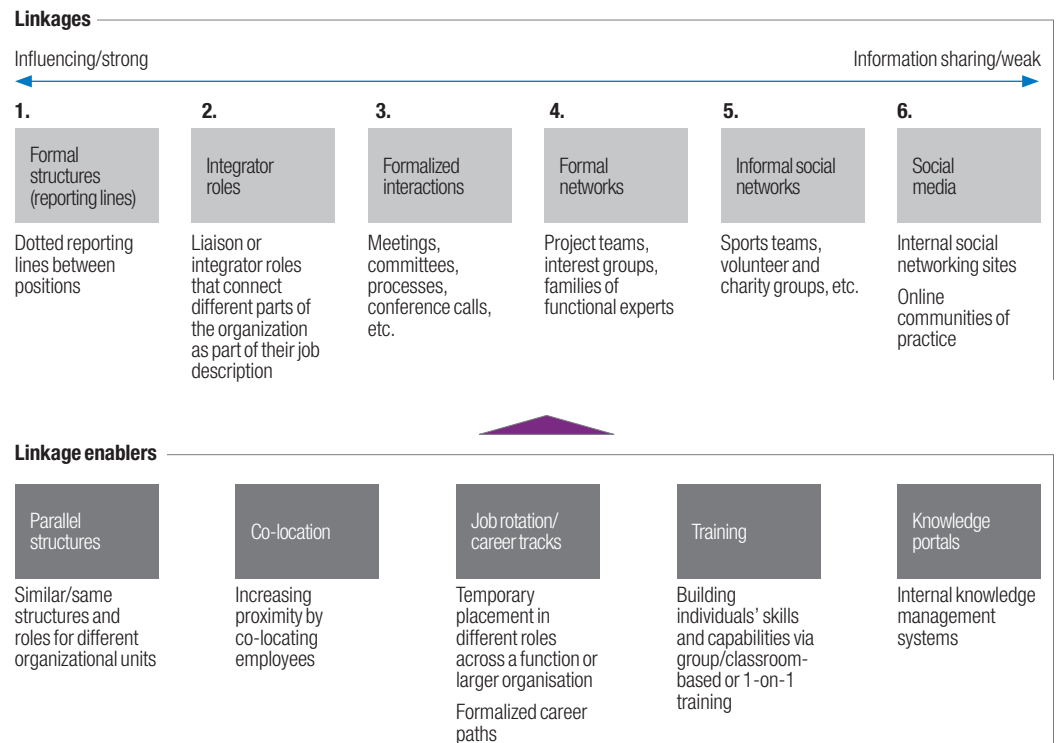 Linkages
Influencing/strong
Information sharing/weak
1.
2.
3.
4.
5.
6.
Formal
structures
(reporting lines)
Integrator
roles
Formalized
interactions
Formal
networks
Informal social
networks
Social
media
Dotted reporting
lines between
positions
Liaison or
integrator roles
that connect
different parts of
the organization
as part of their job
description
Meetings,
committees,
processes,
conference calls,
etc.
Project teams,
interest groups,
families of
functional experts
Sports teams,
volunteer and
charity groups, etc.
Internal social
networking sites
Online
communities of
practice
Linkage enablers
Parallel
structures
Co-location
Job rotation/
career tracks
Training
Knowledge
portals
Similar/same
structures and
roles for different
organizational units
Increasing
proximity by
co-locating
employees
Temporary
placement in
different roles
across a function or
larger organisation
Formalized career
paths
Building
individuals’ skills
and capabilities via
group/classroom-
based or 1-on-1
training
Internal knowledge
management
systems